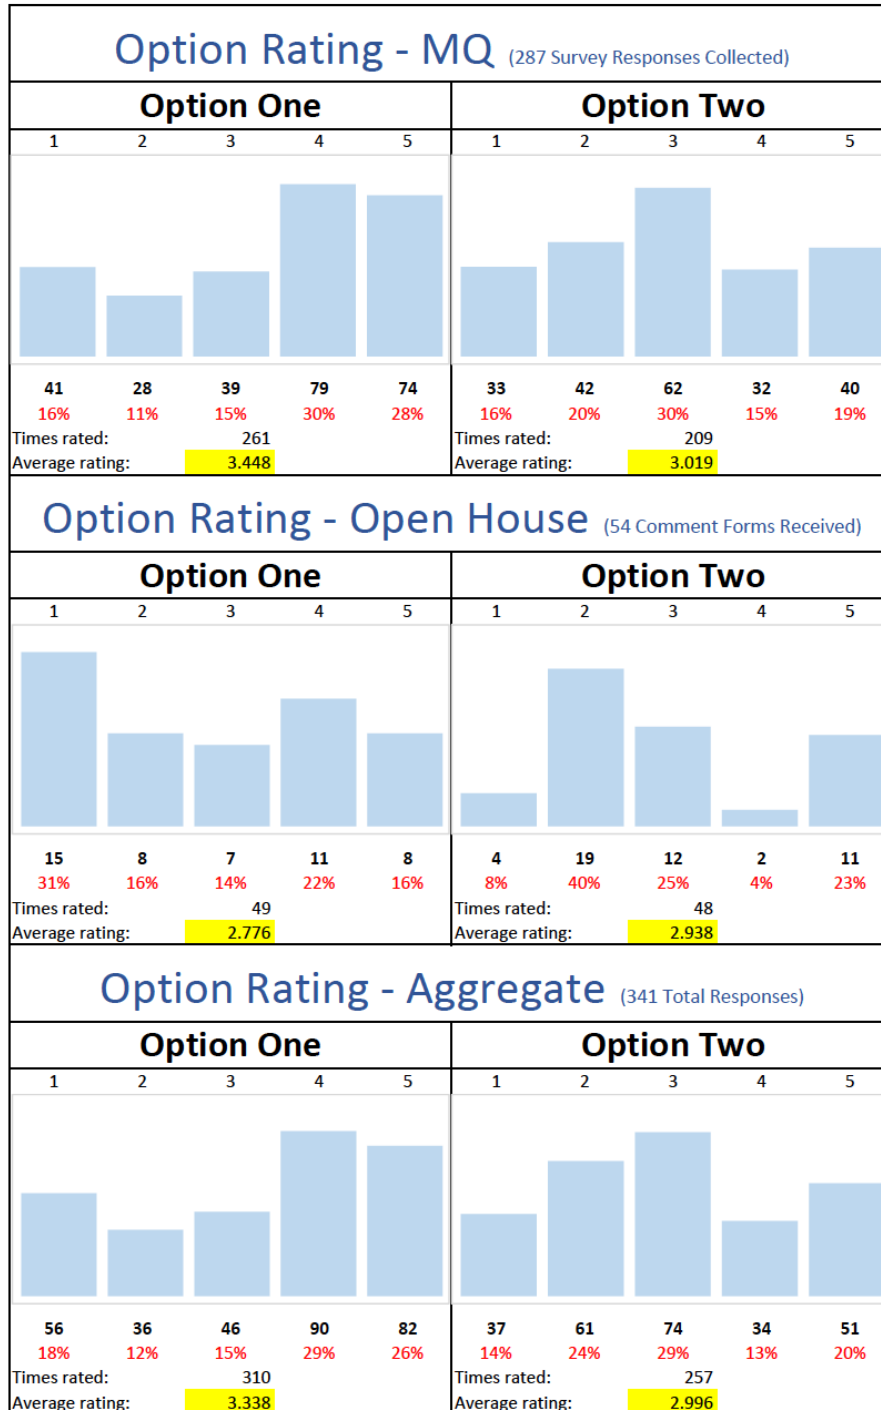 Option Rating - MQ (287 Survey Responses Collected)
Option One Option Two
1 2 3 4 5 1 2 3 4 5
41 28 39 79 74 33 42 62 32 40
16% 11% 15% 30% 28% 16% 20% 30% 15% 19%
Times rated: 261 Times rated: 209
Average rating: 3.448 Average rating: 3.019
Option Rating - Open House (54 Comment Forms Received)
Option One Option Two
1 2 3 4 5 1 2 3 4 5
15 8 7 11 8 4 19 12 2 11
31% 16% 14% 22% 16% 8% 40% 25% 4% 23%
Times rated: 49 Times rated: 48
Average rating: 2.776 Average rating: 2.938
Option Rating - Aggregate (341 Total Responses)
Option One Option Two
1 2 3 4 5 1 2 3 4 5
56 36 46 90 82 37 61 74 34 51
18% 12% 15% 29% 26% 14% 24% 29% 13% 20%
Times rated: 310 Times rated: 257
Average rating: 3.338 Average rating: 2.996